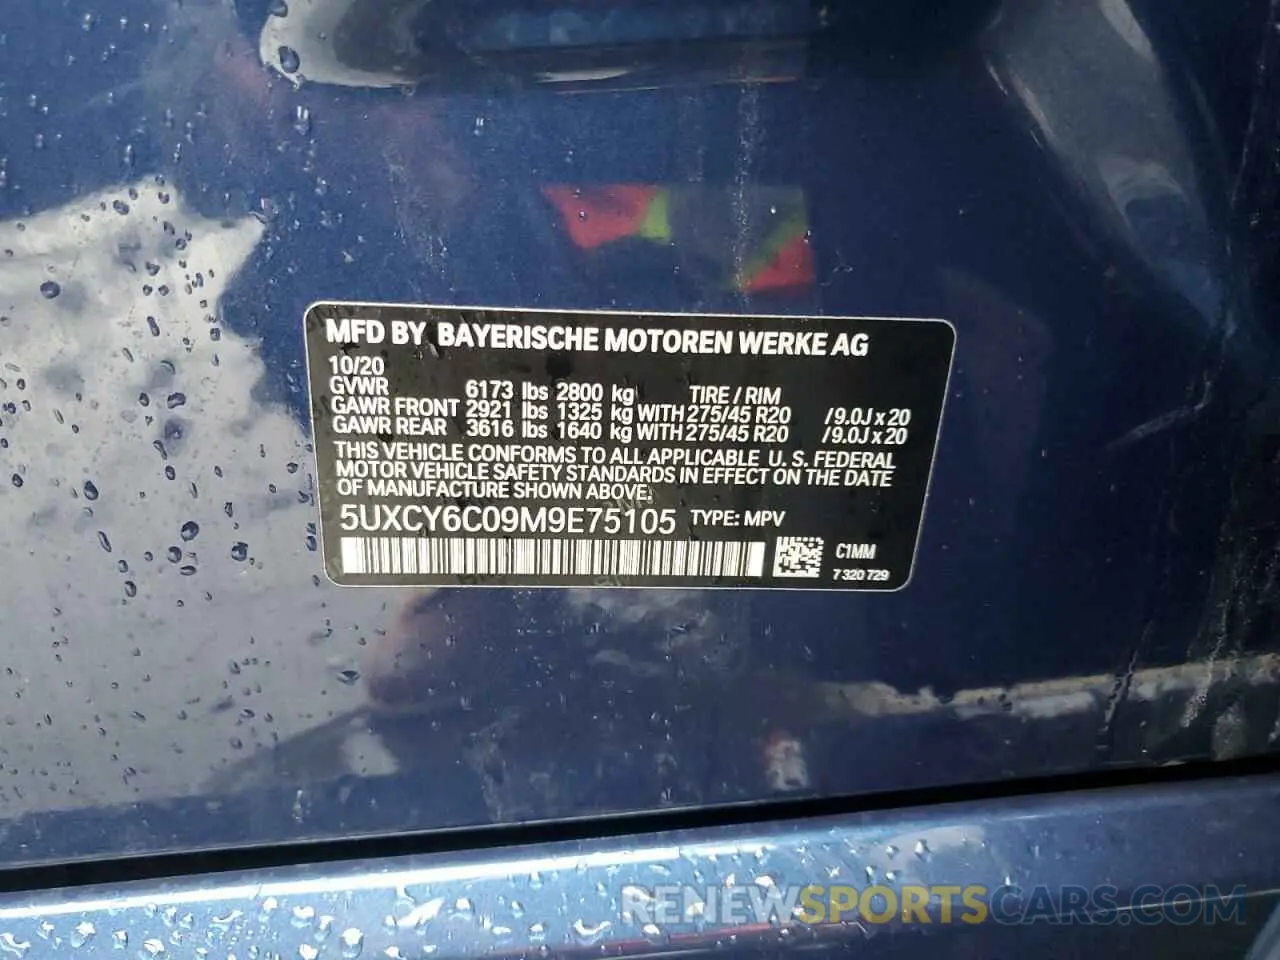 MFD BY BAYERISCHE MOTOREN WERKE AG
10/20
GVWR 6173 lbs 2800 kg TIRE / RIM
GAWR FRONT 2921 lbs 1325 kg WITH 275/45 R20 / 9.0J x 20
GAWR REAR 3616 lbs 1640 kg WITH 275/45 R20 / 9.0J x 20
THIS VEHICLE CONFORMS TO ALL APPLICABLE U. S. FEDERAL
MOTOR VEHICLE SAFETY STANDARDS IN EFFECT ON THE DATE
OF MANUFACTURE SHOWN ABOVE.
5UXCY6C09M9E75105 TYPE: MPV
C1MM
7 320 729
RENEWSPORTSCARS.COM